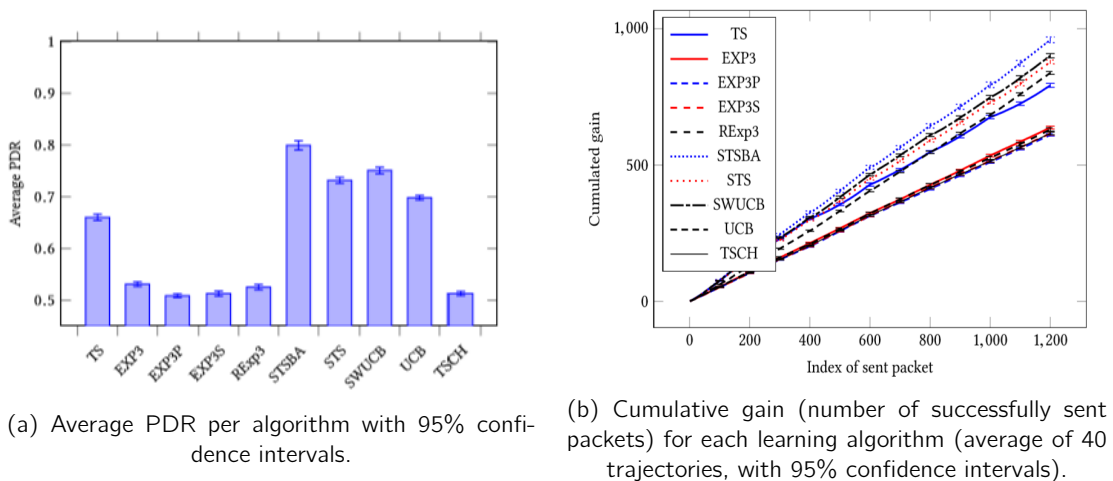 1
0.9
0.8
0.7
0.6
0.5
Average PDR
TS
EXP3
EXP3P
EXP3S
RExp3
STSBA
STS
SWUCB
UCB
TSCH
(a) Average PDR per algorithm with 95% confi-
dence intervals.
1,000
500
0
Cumulated gain
TS
EXP3
EXP3P
EXP3S
RExp3
STSBA
STS
SWUCB
UCB
TSCH
0 200 400 600 800 1,000 1,200
Index of sent packet
(b) Cumulative gain (number of successfully sent
packets) for each learning algorithm (average of 40
trajectories, with 95% confidence intervals).